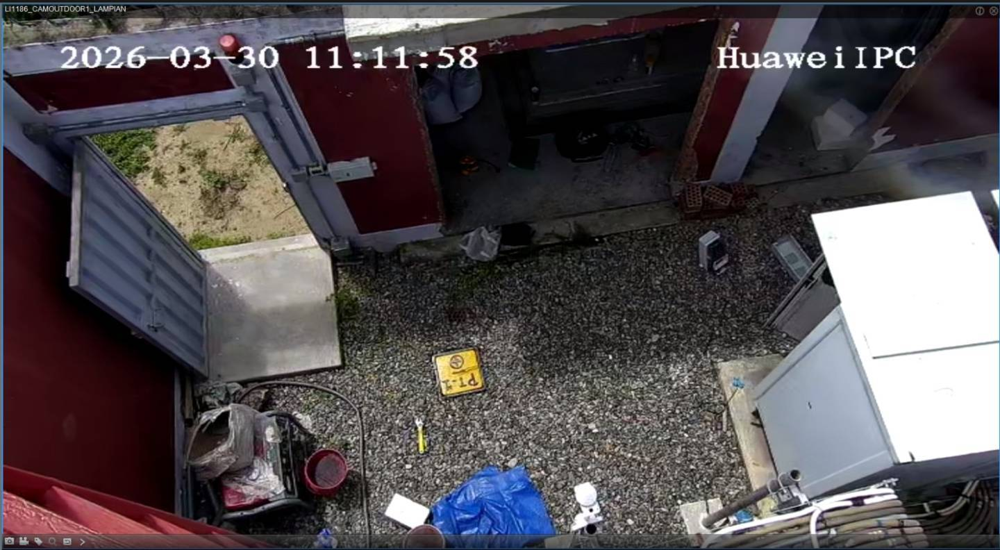 LI1186_CAMOUTDOOR1_LAMPIAN
2026-03-30 11:11:58
HuaweiIPC
PT-1